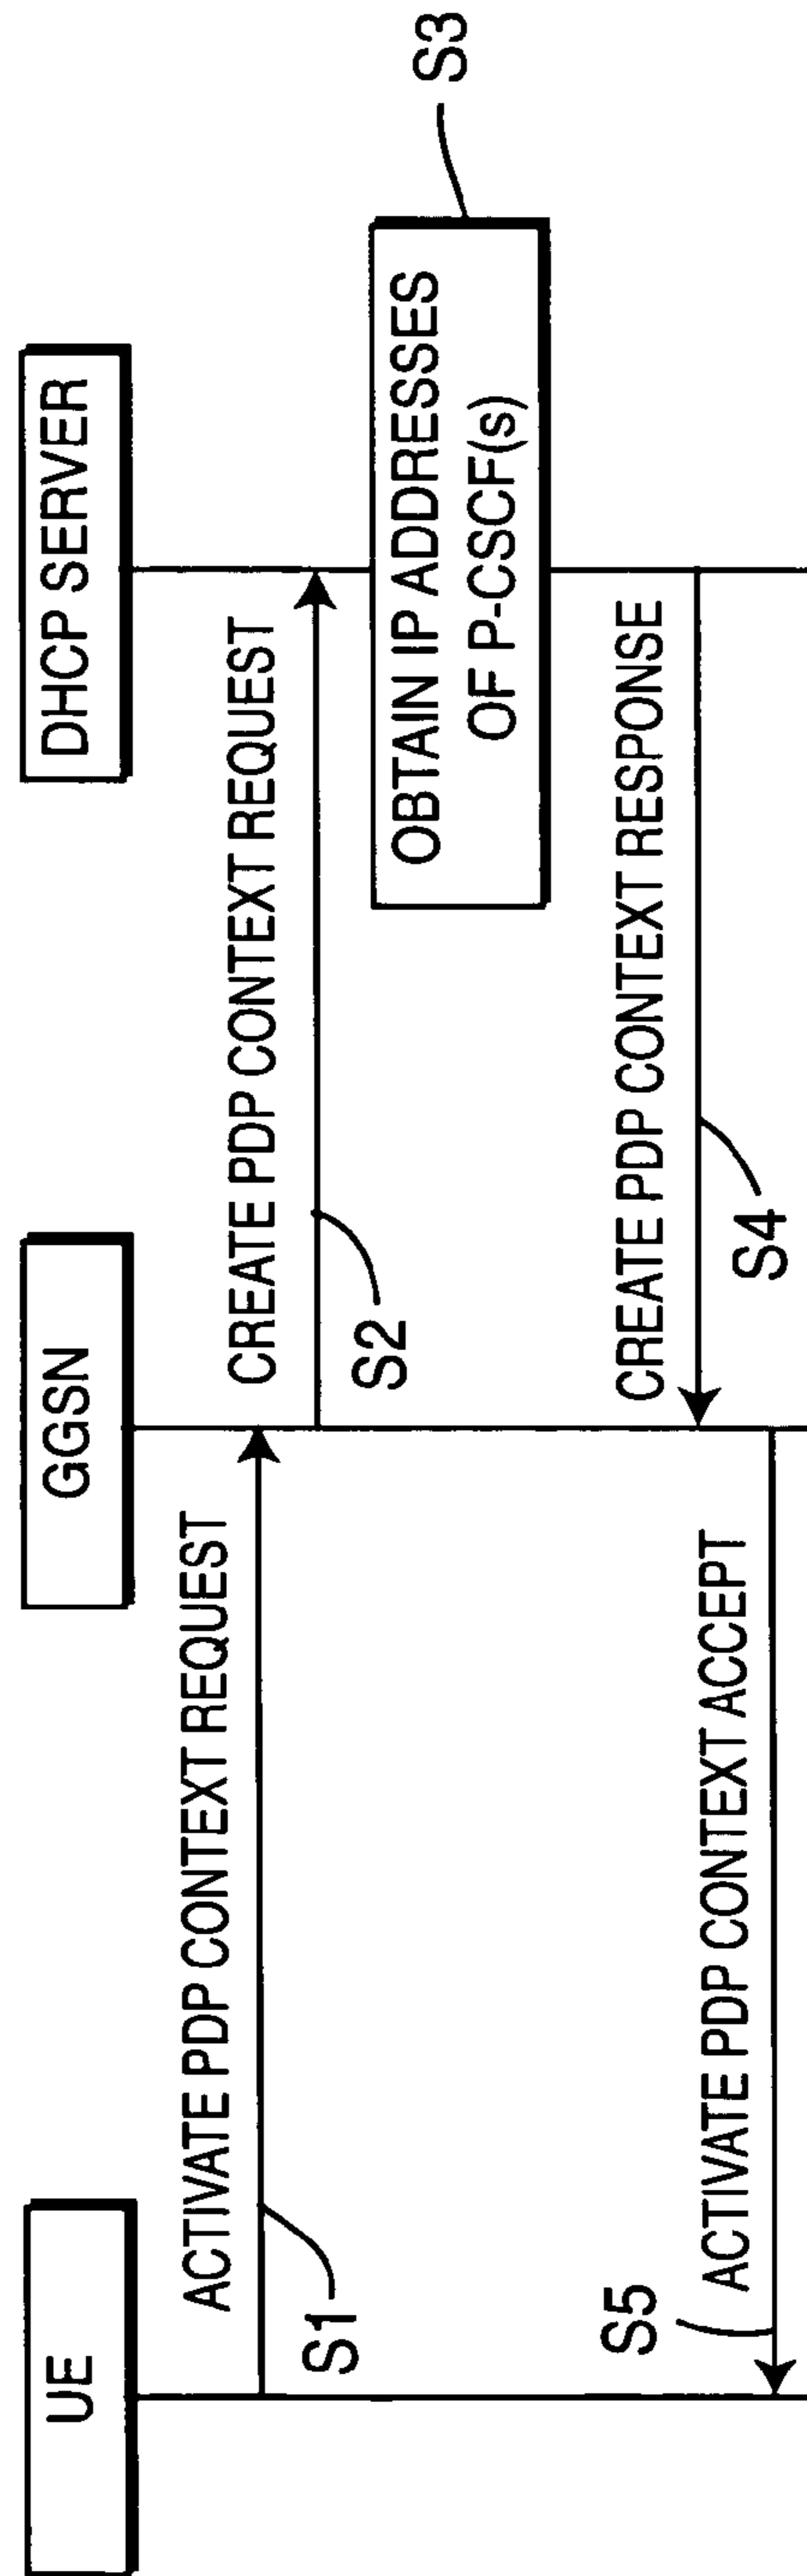 UE
GGSN
DHCP SERVER
ACTIVATE PDP CONTEXT REQUEST
S1
CREATE PDP CONTEXT REQUEST
S2
OBTAIN IP ADDRESSES
OF P-CSCF(s)
S3
CREATE PDP CONTEXT RESPONSE
S4
ACTIVATE PDP CONTEXT ACCEPT
S5